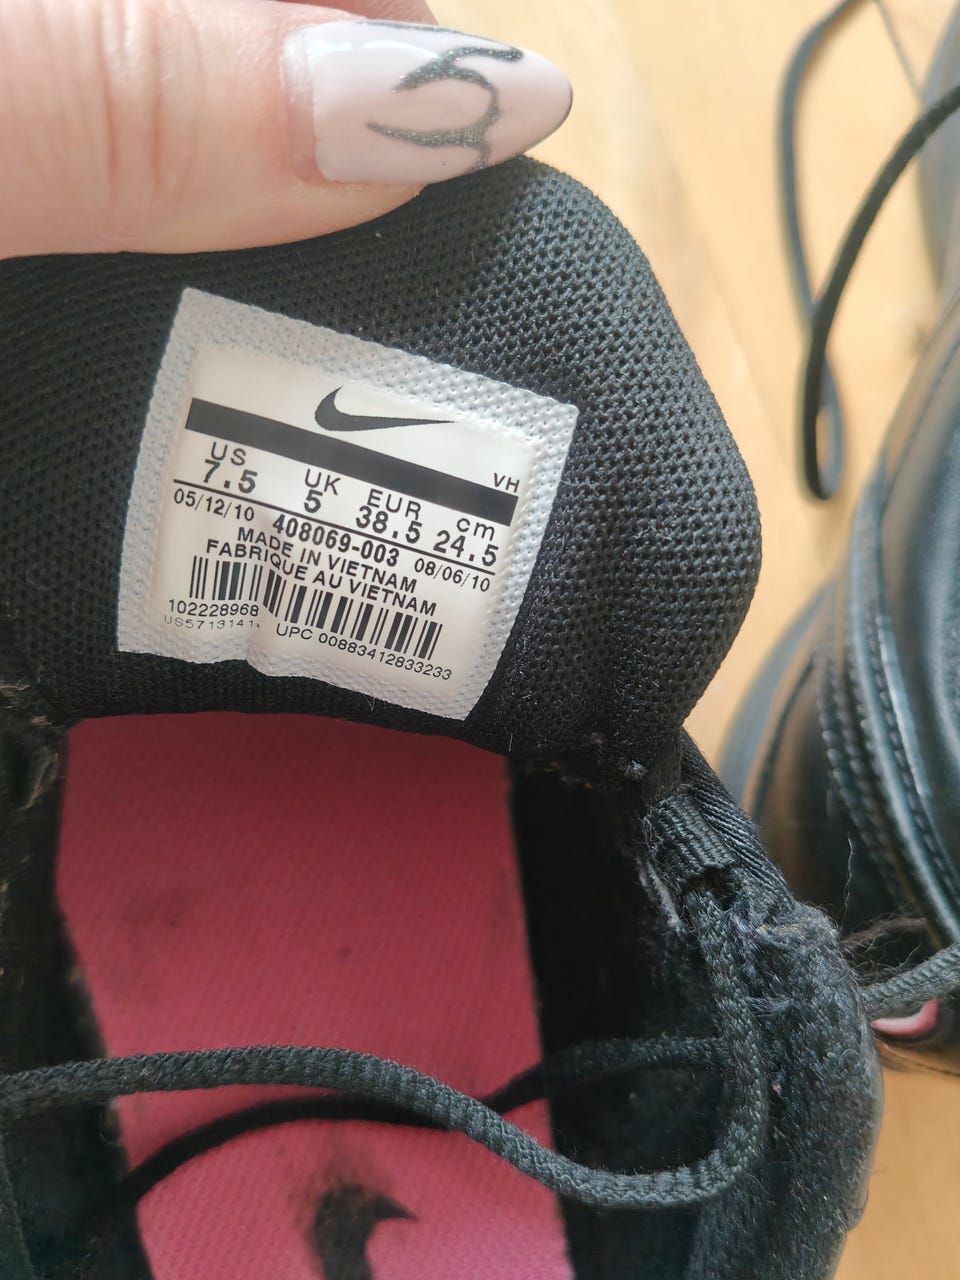 VH
US UK EUR cm
7.5 5 38.5 24.5
05/12/10 408069-003 08/06/10
MADE IN VIETNAM
FABRIQUE AU VIETNAM
102228968
UPC 00883412833233